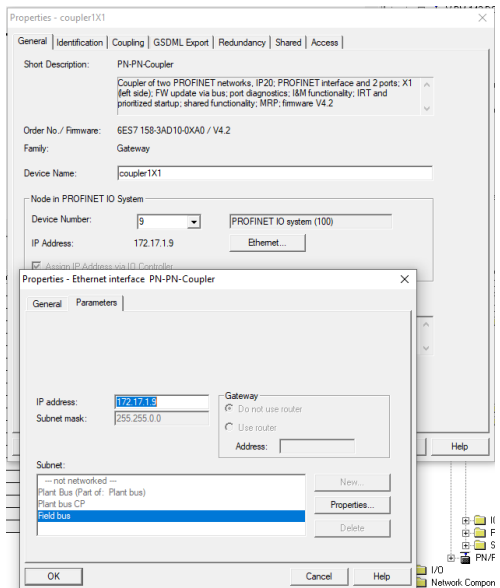 Properties - coupler1X1
General Identification Coupling GSDML Export Redundancy Shared Access
Short Description: PN-PN-Coupler
Coupler of two PROFINET networks, IP20; PROFINET interface and 2 ports; X1
(left side); FW update via bus; port diagnostics; I&M functionality; IRT and
prioritized startup; shared functionality; MRP; firmware V4.2
Order No./ Firmware: 6ES7 158-3AD10-0XA0 / V4.2
Family: Gateway
Device Name: coupler1X1
Node in PROFINET IO System
Device Number: 9 PROFINET IO system (100)
IP Address: 172.17.1.9 Ethernet...
Assign IP Address via IO Controller
Properties - Ethernet interface PN-PN-Coupler
General Parameters
IP address: 172.17.1.9
Subnet mask: 255.255.0.0
Gateway
Do not use router
Use router
Address:
Subnet:
--- not networked ---
Plant Bus (Part of: Plant bus)
Plant bus CP
Field bus
New...
Properties...
Delete
OK Cancel Help
Help
PN/P
I/O
Network Compon